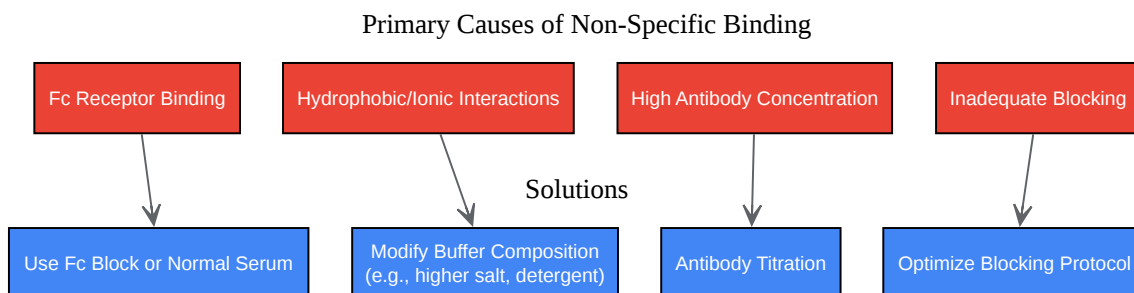 Primary Causes of Non-Specific Binding
Fc Receptor Binding
Hydrophobic/Ionic Interactions
High Antibody Concentration
Inadequate Blocking
Solutions
Use Fc Block or Normal Serum
Modify Buffer Composition
(e.g., higher salt, detergent)
Antibody Titration
Optimize Blocking Protocol